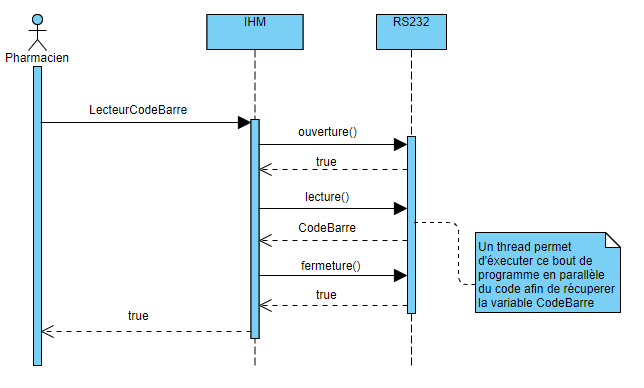 IHM
RS232
Pharmacien
LecteurCodeBarre
ouverture()
true
lecture()
CodeBarre
fermeture()
true
true
Un thread permet
d'éxecuter ce bout de
programme en parallèle
du code afin de récuperer
la variable CodeBarre